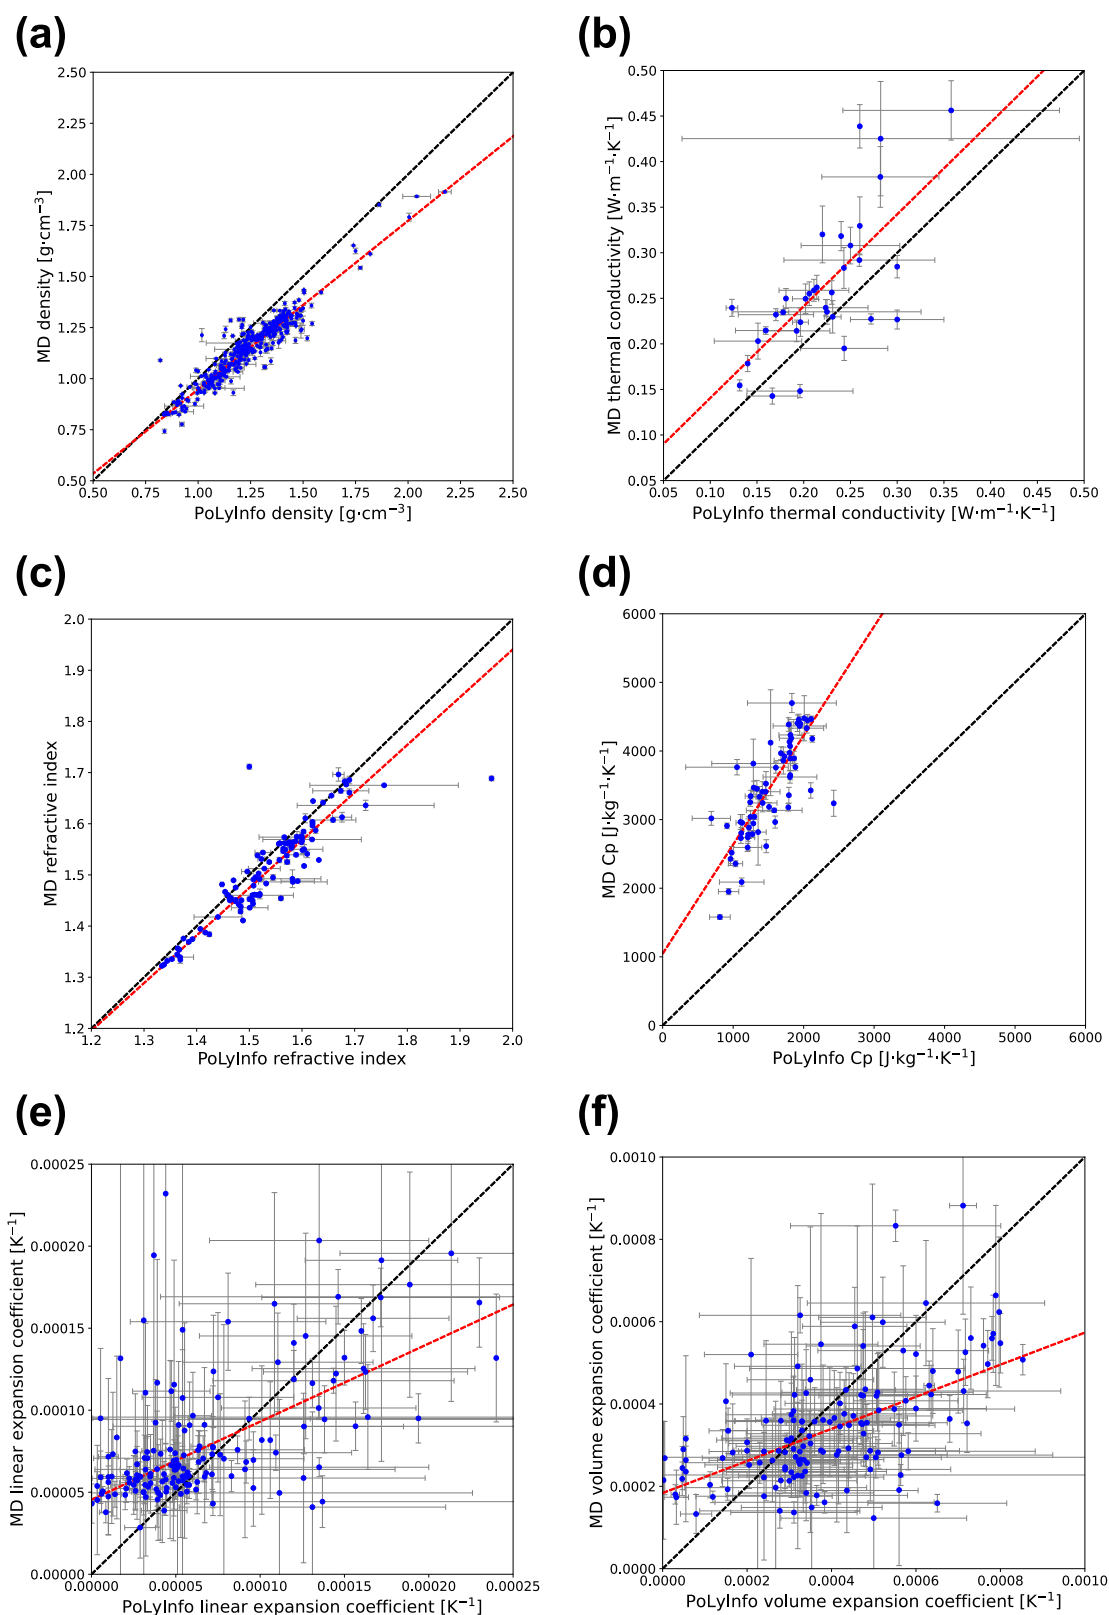 (a)
(b)
MD density [g·cm⁻³]
2.50
2.25
2.00
1.75
1.50
1.25
1.00
0.75
0.50
0.50 0.75 1.00 1.25 1.50 1.75 2.00 2.25 2.50
PoLyInfo density [g·cm⁻³]
MD thermal conductivity [W·m⁻¹·K⁻¹]
0.50
0.45
0.40
0.35
0.30
0.25
0.20
0.15
0.10
0.05
0.05 0.10 0.15 0.20 0.25 0.30 0.35 0.40 0.45 0.50
PoLyInfo thermal conductivity [W·m⁻¹·K⁻¹]
(c)
(d)
MD refractive index
2.0
1.9
1.8
1.7
1.6
1.5
1.4
1.3
1.2
1.2 1.3 1.4 1.5 1.6 1.7 1.8 1.9 2.0
PoLyInfo refractive index
MD Cp [J·kg⁻¹·K⁻¹]
6000
5000
4000
3000
2000
1000
0
0 1000 2000 3000 4000 5000 6000
PoLyInfo Cp [J·kg⁻¹·K⁻¹]
(e)
(f)
MD linear expansion coefficient [K⁻¹]
0.00025
0.00020
0.00015
0.00010
0.00005
0.00000
0.00000 0.00005 0.00010 0.00015 0.00020 0.00025
PoLyInfo linear expansion coefficient [K⁻¹]
MD volume expansion coefficient [K⁻¹]
0.0010
0.0008
0.0006
0.0004
0.0002
0.0000
0.0000 0.0002 0.0004 0.0006 0.0008 0.0010
PoLyInfo volume expansion coefficient [K⁻¹]